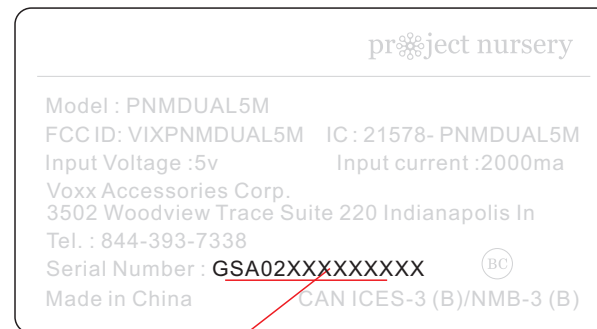 project nursery
Model : PNMDUAL5M
FCC ID: VIXPNMDUAL5M IC : 21578- PNMDUAL5M
Input Voltage :5v Input current :2000ma
Voxx Accessories Corp.
3502 Woodview Trace Suite 220 Indianapolis In
Tel. : 844-393-7338
Serial Number : GSA02XXXXXXXXX BC
Made in China CAN ICES-3 (B)/NMB-3 (B)